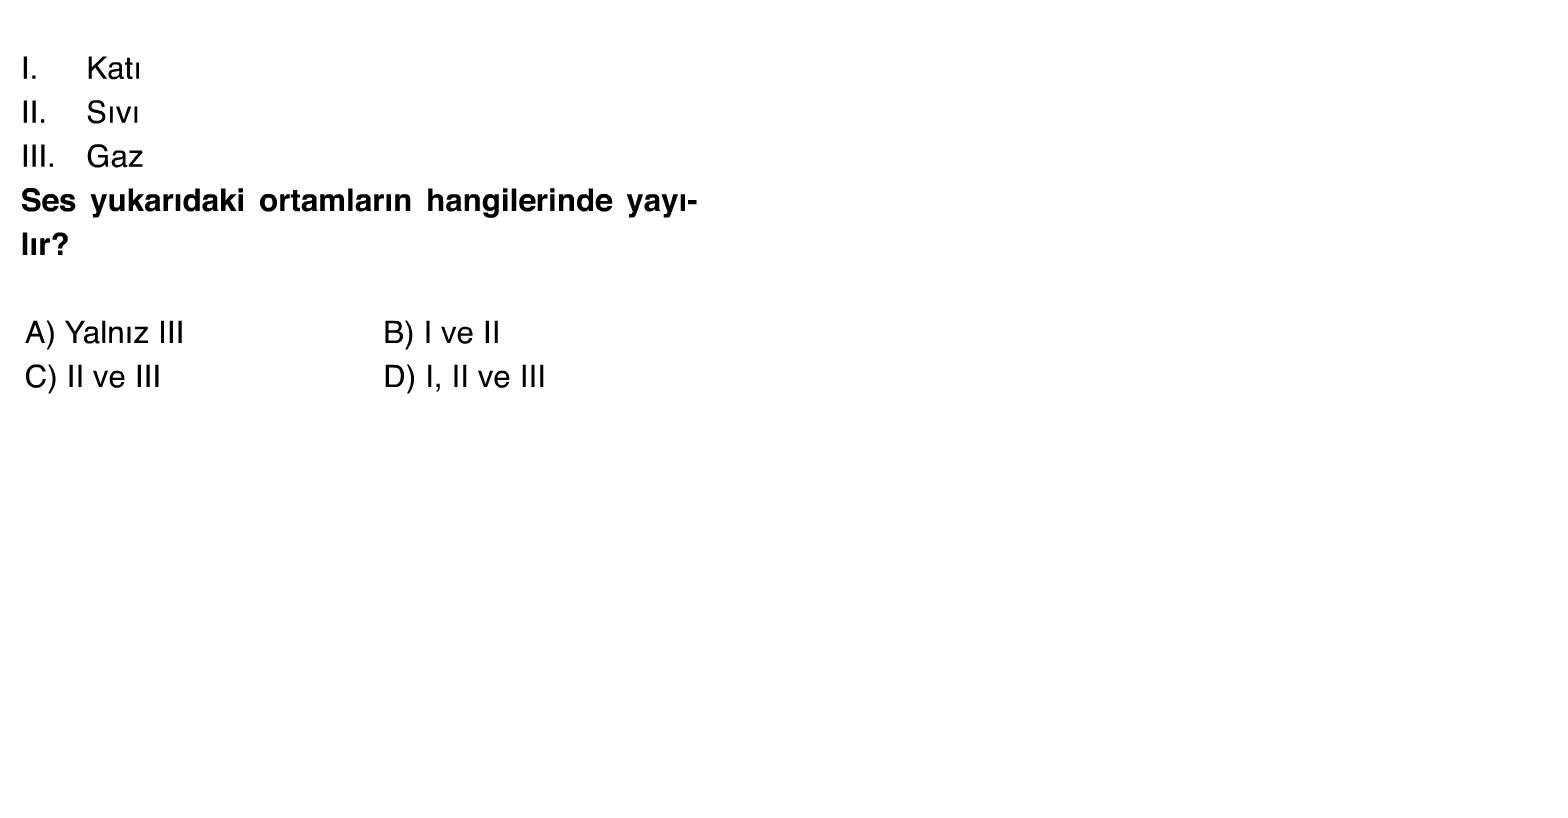 I. Katı
II. Sıvı
III. Gaz
Ses yukarıdaki ortamların hangilerinde yayı-
lır?
A) Yalnız III B) I ve II
C) II ve III D) I, II ve III